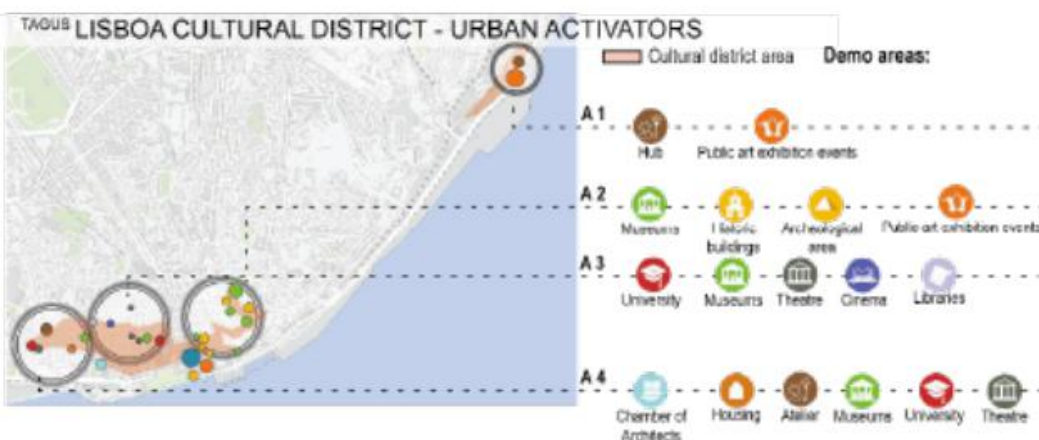 TAGUS LISBOA CULTURAL DISTRICT - URBAN ACTIVATORS
Cultural district area Demo areas:
A 1
Hub Public art exhibition events
A 2
Museums Historic buildings Archeological area Public art exhibition events
A 3
University Museums Theatre Cinema Libraries
A 4
Chamber of Architects Housing Atelier Museums University Theatre